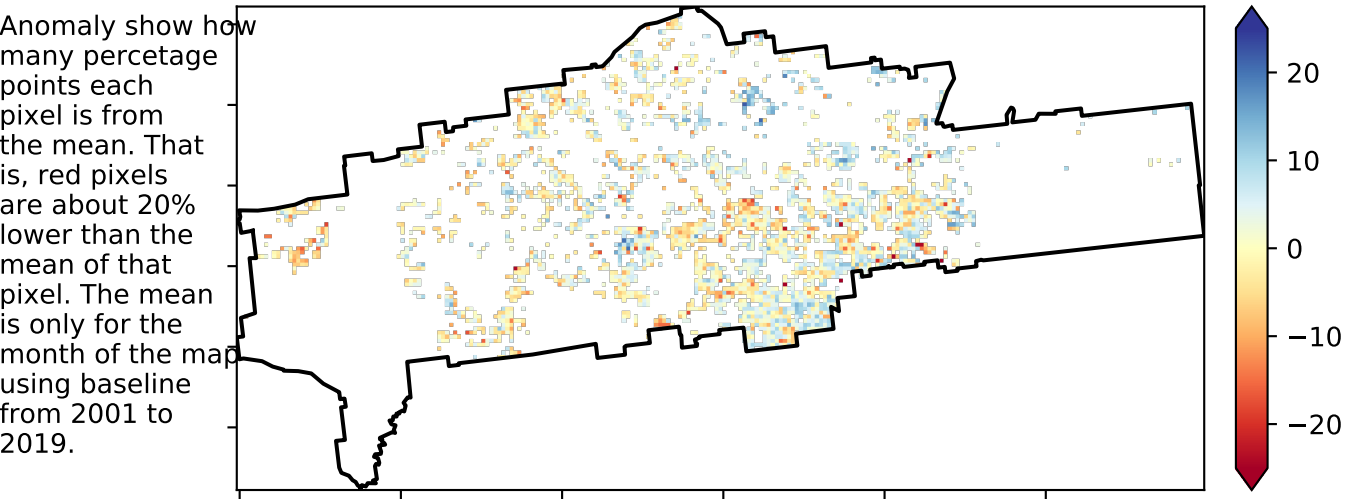 Anomaly show how
many percetage
points each
pixel is from
the mean. That
is, red pixels
are about 20%
lower than the
mean of that
pixel. The mean
is only for the
month of the map
using baseline
from 2001 to
2019.
20
10
0
−10
−20